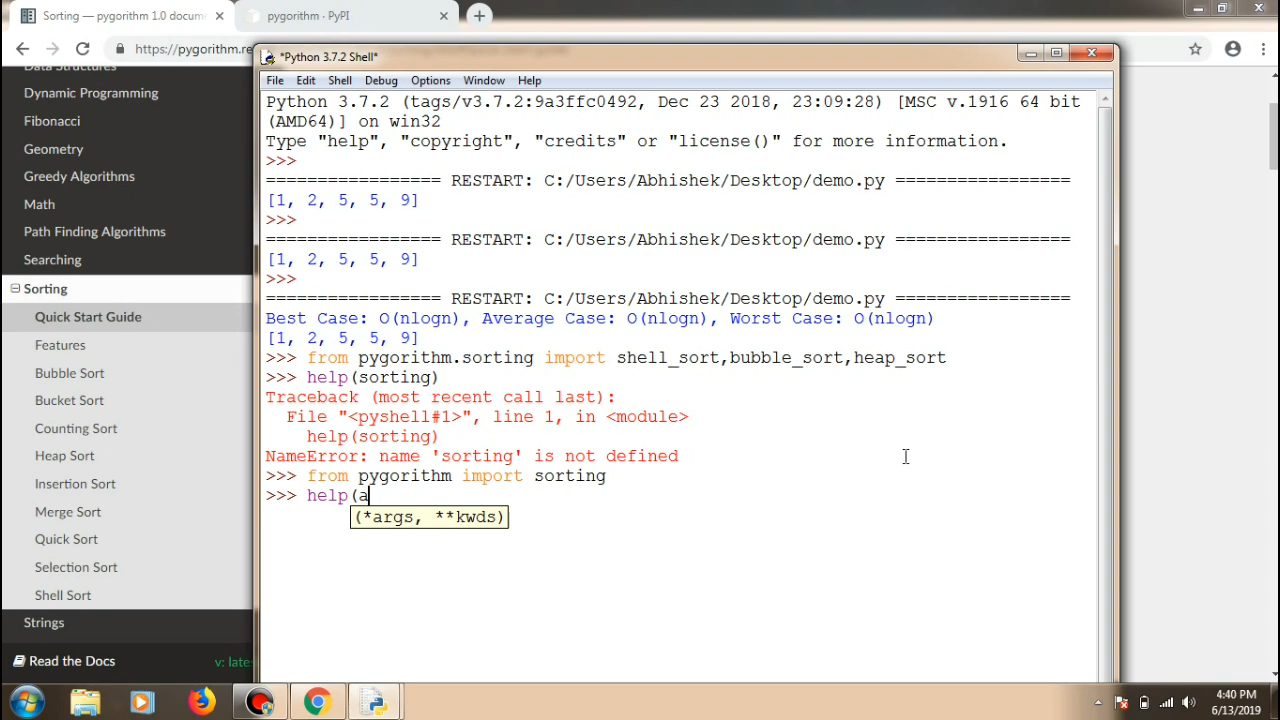 Sorting — pygorithm 1.0 docum
pygorithm · PyPI
https://pygorithm.re
*Python 3.7.2 Shell*
File Edit Shell Debug Options Window Help
Data Structures
Dynamic Programming
Fibonacci
Geometry
Greedy Algorithms
Math
Path Finding Algorithms
Searching
Sorting
Quick Start Guide
Features
Bubble Sort
Bucket Sort
Counting Sort
Heap Sort
Insertion Sort
Merge Sort
Quick Sort
Selection Sort
Shell Sort
Strings
Read the Docs
v: late
Python 3.7.2 (tags/v3.7.2:9a3ffc0492, Dec 23 2018, 23:09:28) [MSC v.1916 64 bit
(AMD64)] on win32
Type "help", "copyright", "credits" or "license()" for more information.
>>>
================= RESTART: C:/Users/Abhishek/Desktop/demo.py =================
[1, 2, 5, 5, 9]
>>>
================= RESTART: C:/Users/Abhishek/Desktop/demo.py =================
[1, 2, 5, 5, 9]
>>>
================= RESTART: C:/Users/Abhishek/Desktop/demo.py =================
Best Case: O(nlogn), Average Case: O(nlogn), Worst Case: O(nlogn)
[1, 2, 5, 5, 9]
>>> from pygorithm.sorting import shell_sort,bubble_sort,heap_sort
>>> help(sorting)
Traceback (most recent call last):
  File "<pyshell#1>", line 1, in <module>
    help(sorting)
NameError: name 'sorting' is not defined
>>> from pygorithm import sorting
>>> help(a
(*args, **kwds)
4:40 PM
6/13/2019